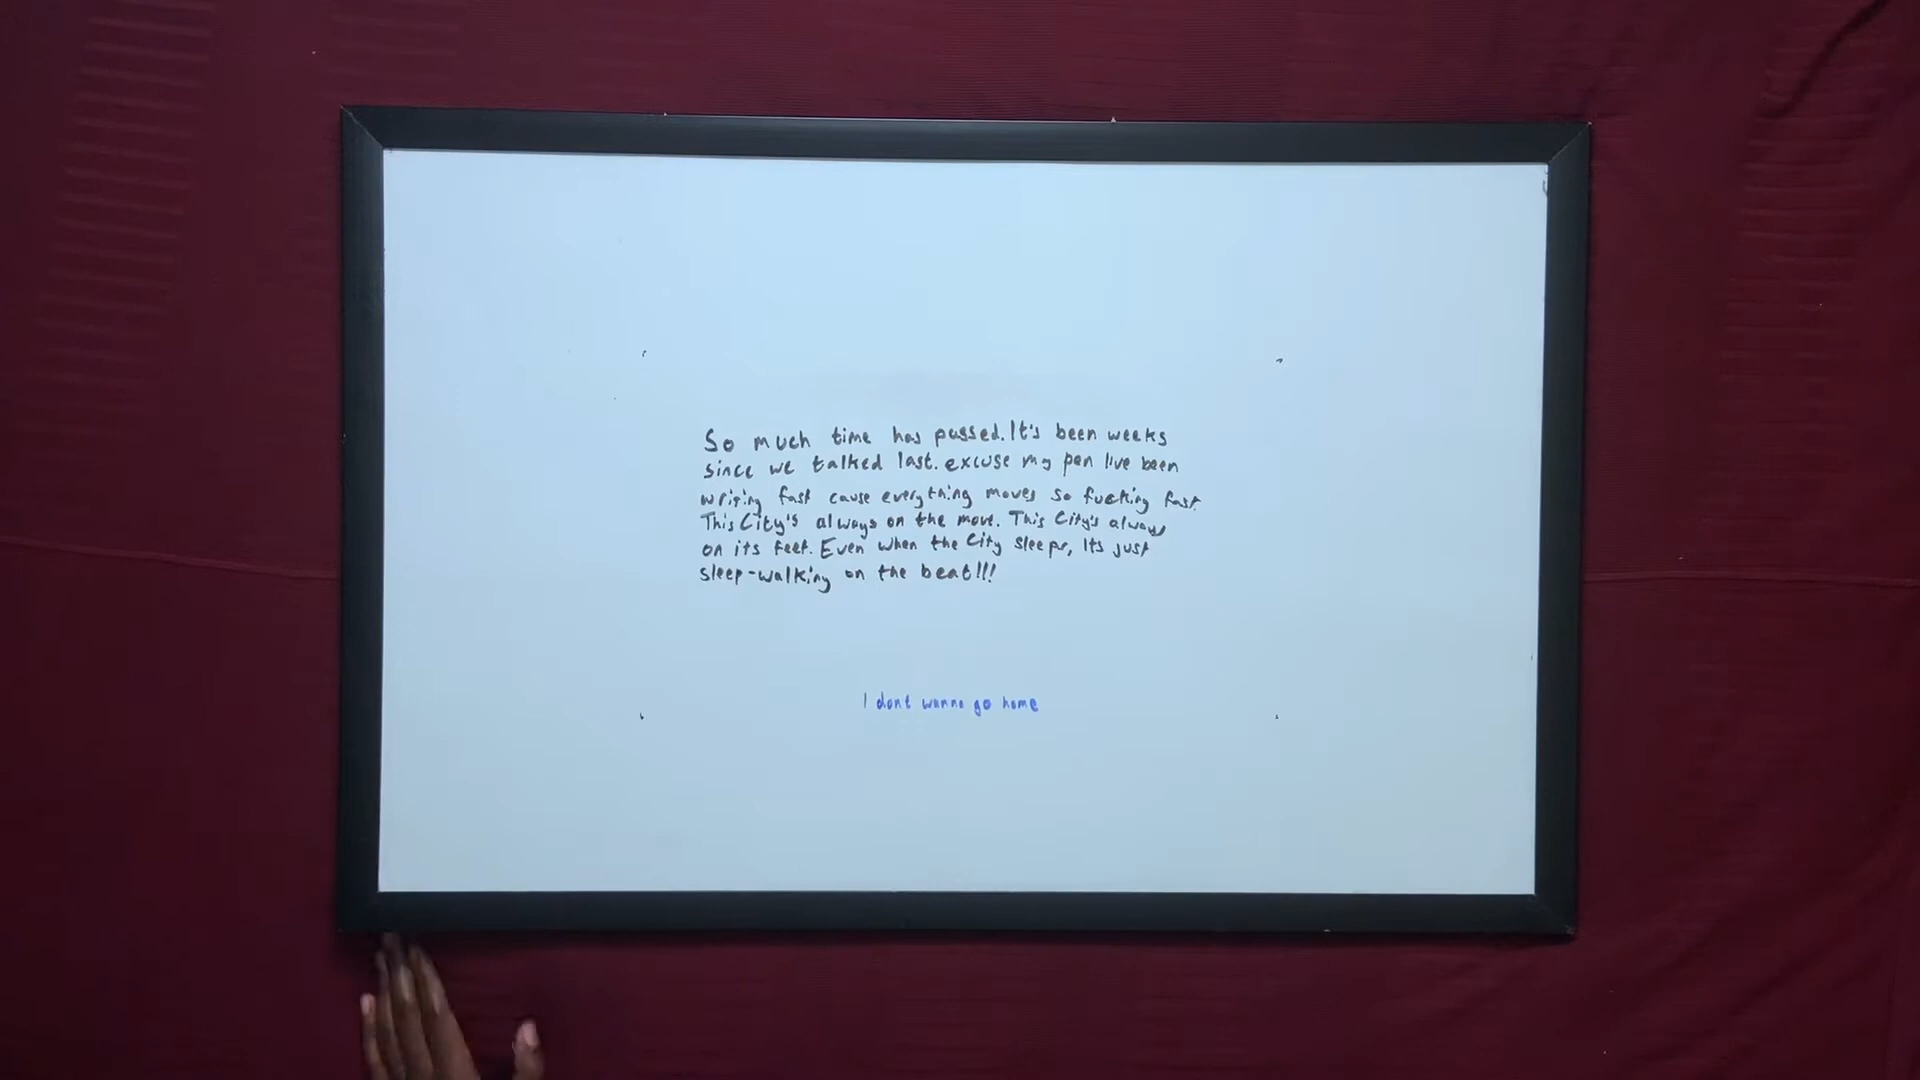 So much time has passed. It's been weeks
since we talked last. excuse my pen I've been
writing fast cause everything moves so fucking fast.
This City's always on the move. This City's always
on its feet. Even when the City sleeps, Its just
sleep-walking on the beat!!!
I dont wanna go home